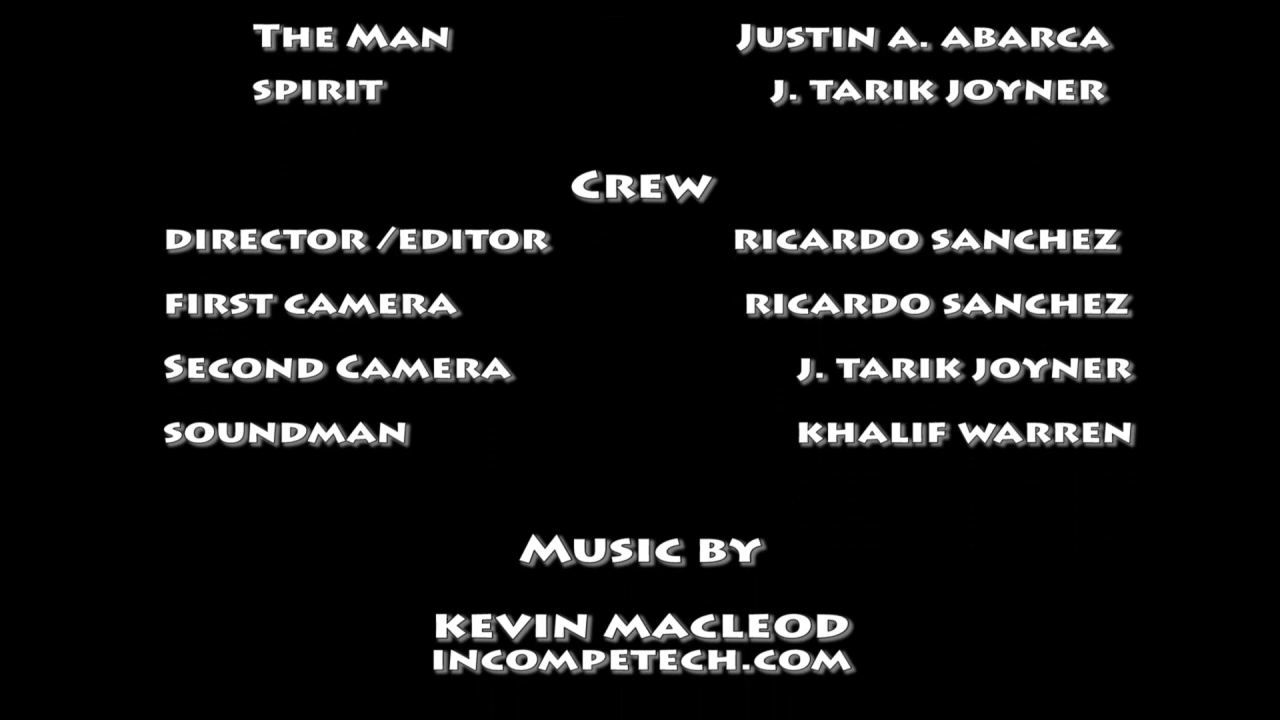 The Man Justin A. Abarca
Spirit J. Tarik Joyner
Crew
Director /Editor Ricardo Sanchez
First Camera Ricardo Sanchez
Second Camera J. Tarik Joyner
Soundman Khalif Warren
Music by
Kevin MacLeod
incompetech.com